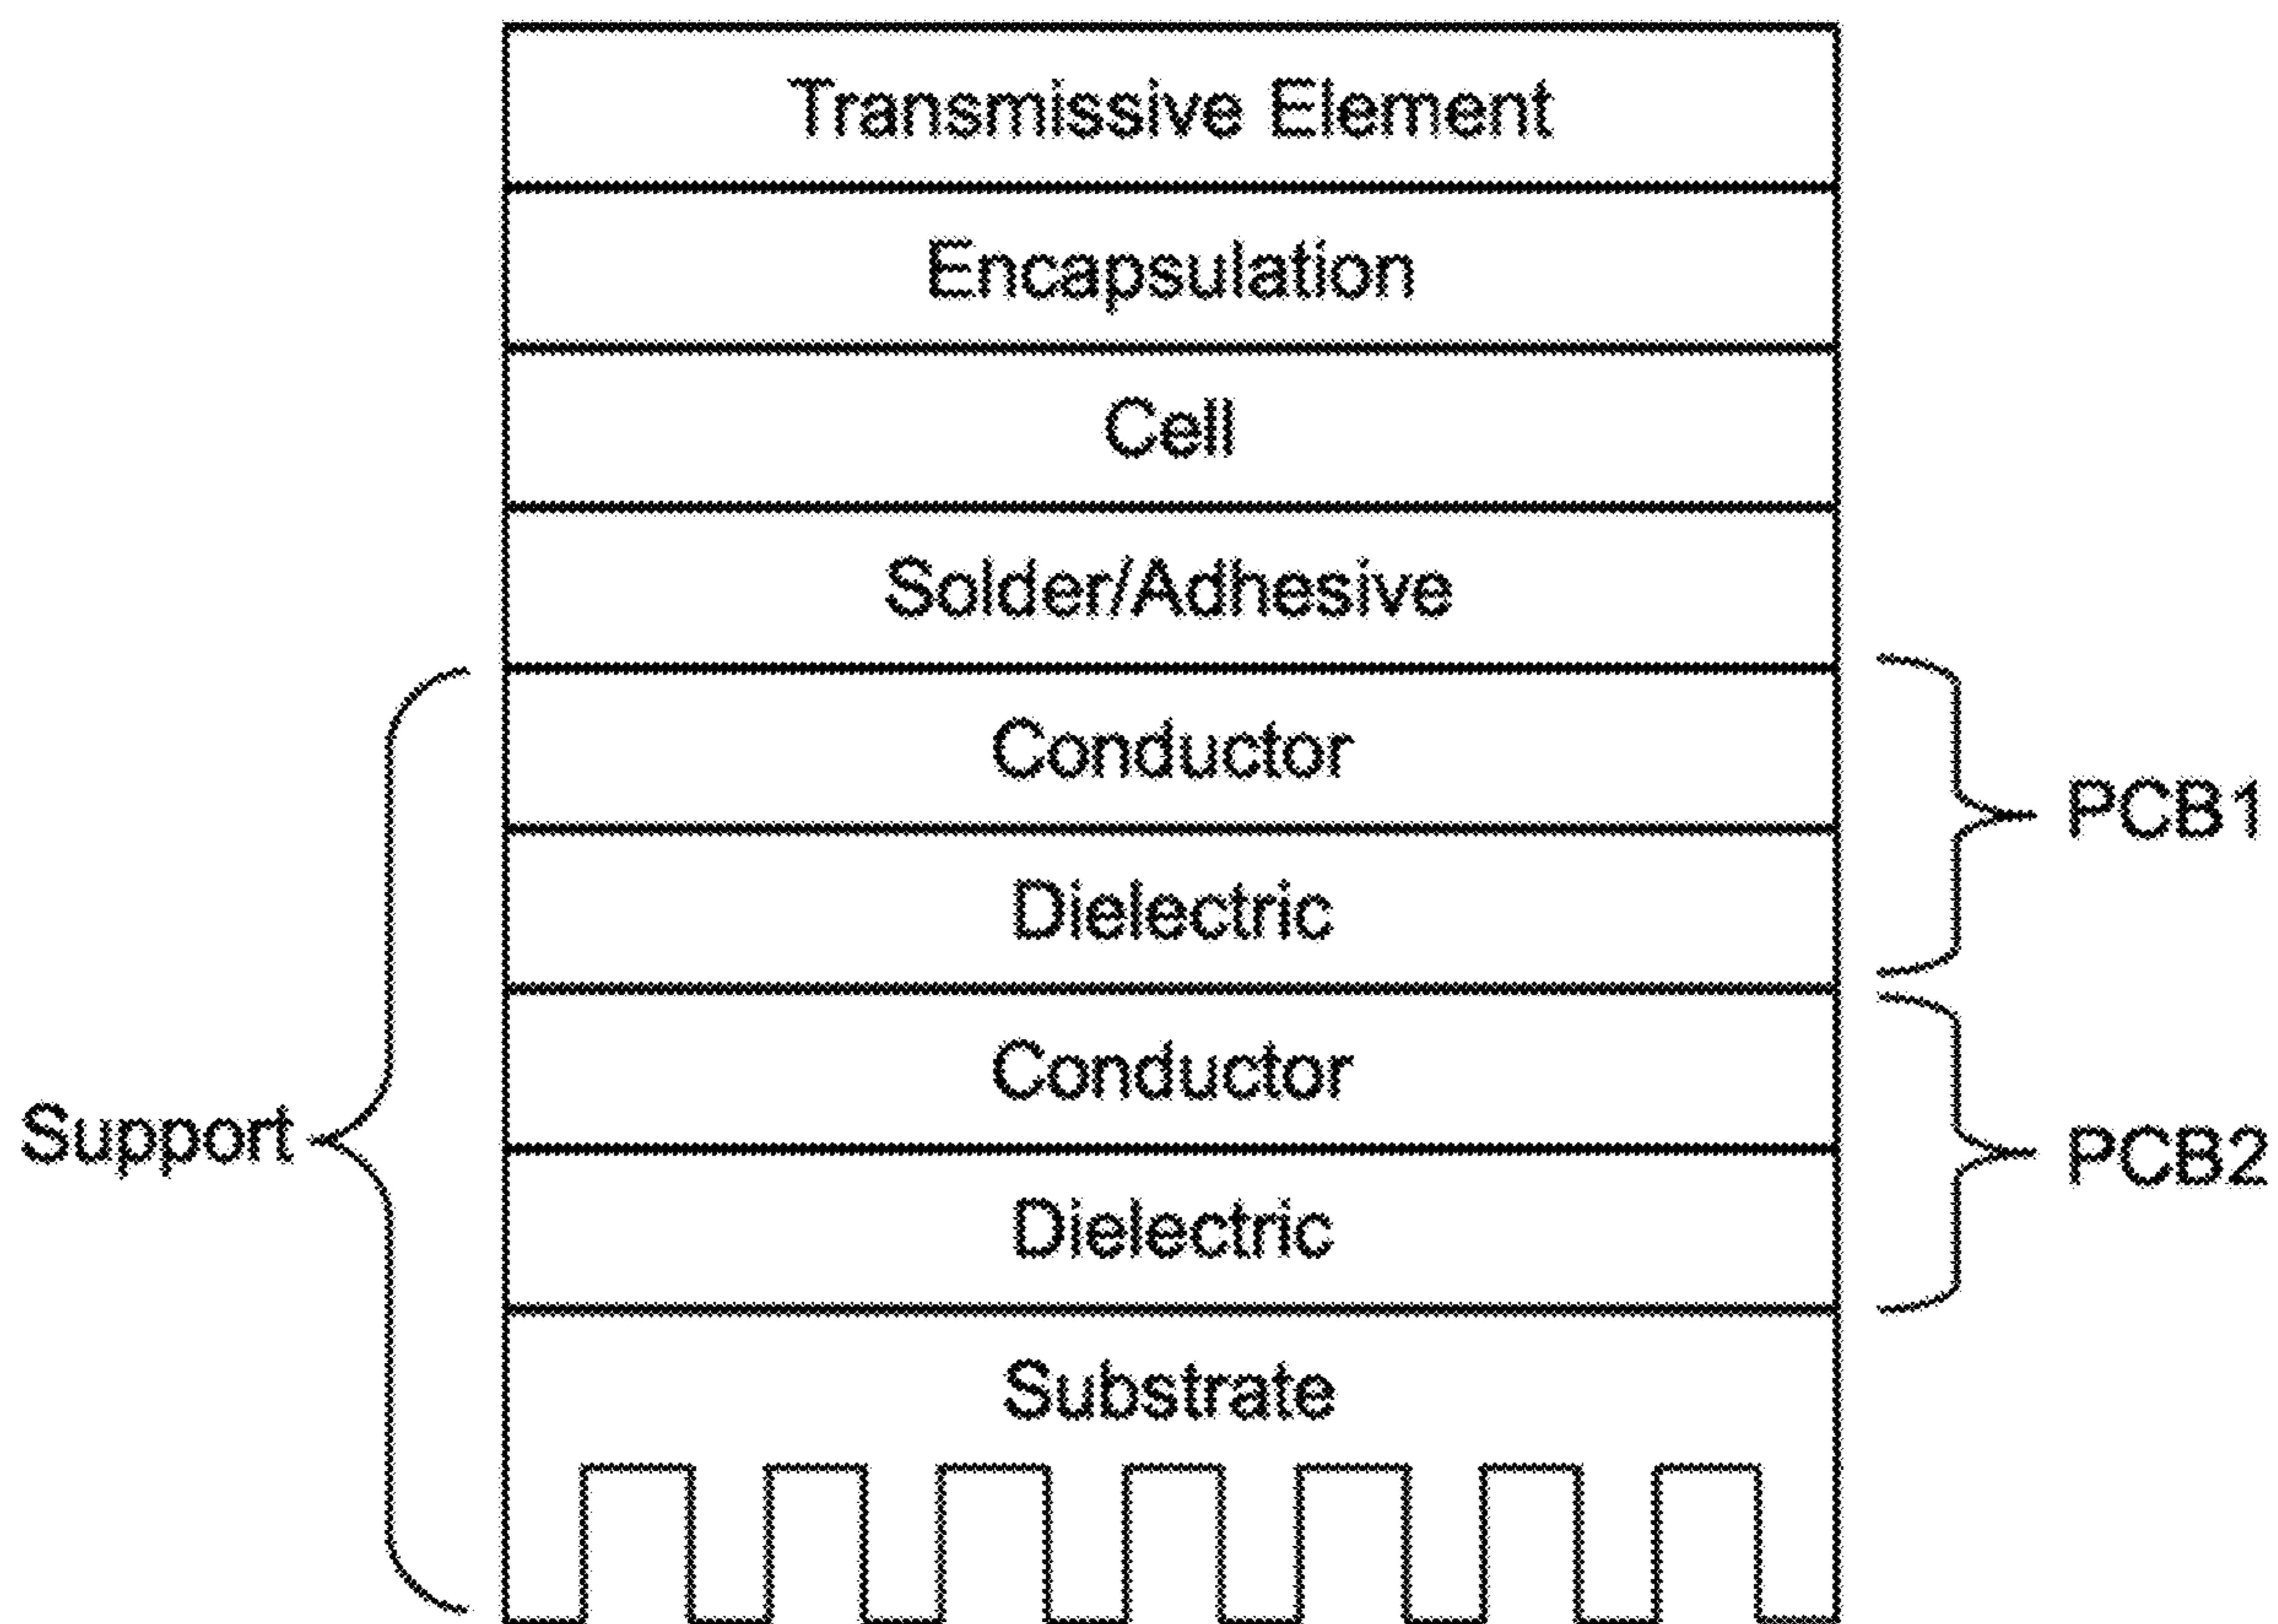 Transmissive Element
Encapsulation
Cell
Solder/Adhesive
Conductor
PCB1
Dielectric
Conductor
Support
PCB2
Dielectric
Substrate